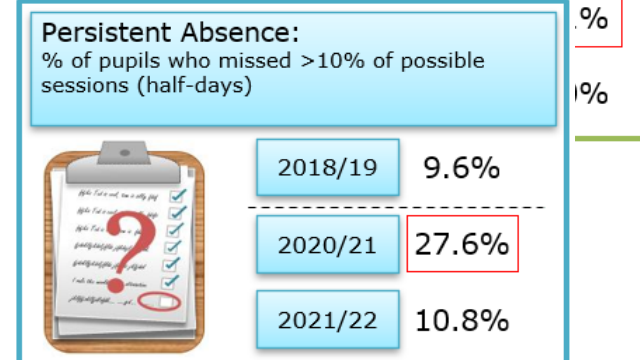 Persistent Absence:
% of pupils who missed >10% of possible
sessions (half-days)
2018/19 9.6%
2020/21 27.6%
2021/22 10.8%
%
%